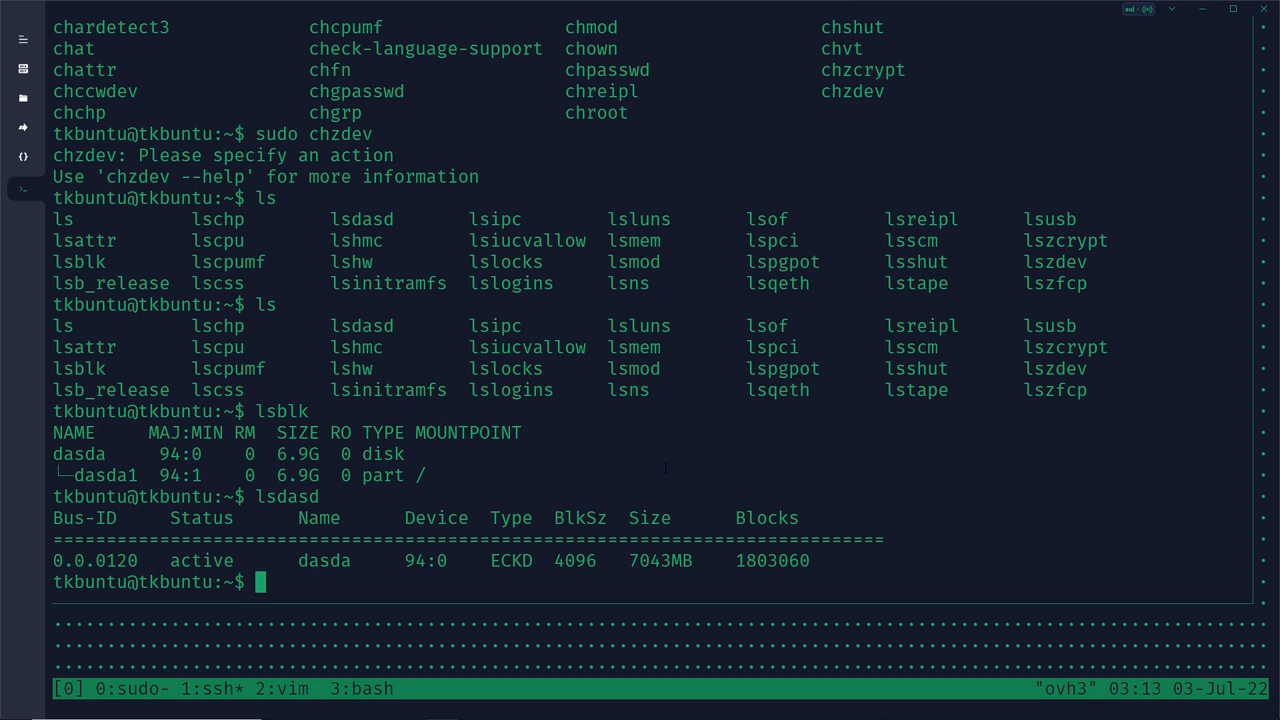 chardetect3 chcpumf chmod chshut
chat check-language-support chown chvt
chattr chfn chpasswd chzcrypt
chccwdev chgpasswd chreipl chzdev
chchp chgrp chroot
tkbuntu@tkbuntu:~$ sudo chzdev
chzdev: Please specify an action
Use 'chzdev --help' for more information
tkbuntu@tkbuntu:~$ ls
ls lschp lsdasd lsipc lsluns lsof lsreipl lsusb
lsattr lscpu lshmc lsiucvallow lsmem lspci lsscm lszcrypt
lsblk lscpumf lshw lslocks lsmod lspgpot lsshut lszdev
lsb_release lscss lsinitramfs lslogins lsns lsqeth lstape lszfcp
tkbuntu@tkbuntu:~$ ls
ls lschp lsdasd lsipc lsluns lsof lsreipl lsusb
lsattr lscpu lshmc lsiucvallow lsmem lspci lsscm lszcrypt
lsblk lscpumf lshw lslocks lsmod lspgpot lsshut lszdev
lsb_release lscss lsinitramfs lslogins lsns lsqeth lstape lszfcp
tkbuntu@tkbuntu:~$ lsblk
NAME MAJ:MIN RM SIZE RO TYPE MOUNTPOINT
dasda 94:0 0 6.9G 0 disk
└─dasda1 94:1 0 6.9G 0 part /
tkbuntu@tkbuntu:~$ lsdasd
Bus-ID Status Name Device Type BlkSz Size Blocks
==============================================================================
0.0.0120 active dasda 94:0 ECKD 4096 7043MB 1803060
tkbuntu@tkbuntu:~$
[0] 0:sudo- 1:ssh* 2:vim 3:bash "ovh3" 03:13 03-Jul-22